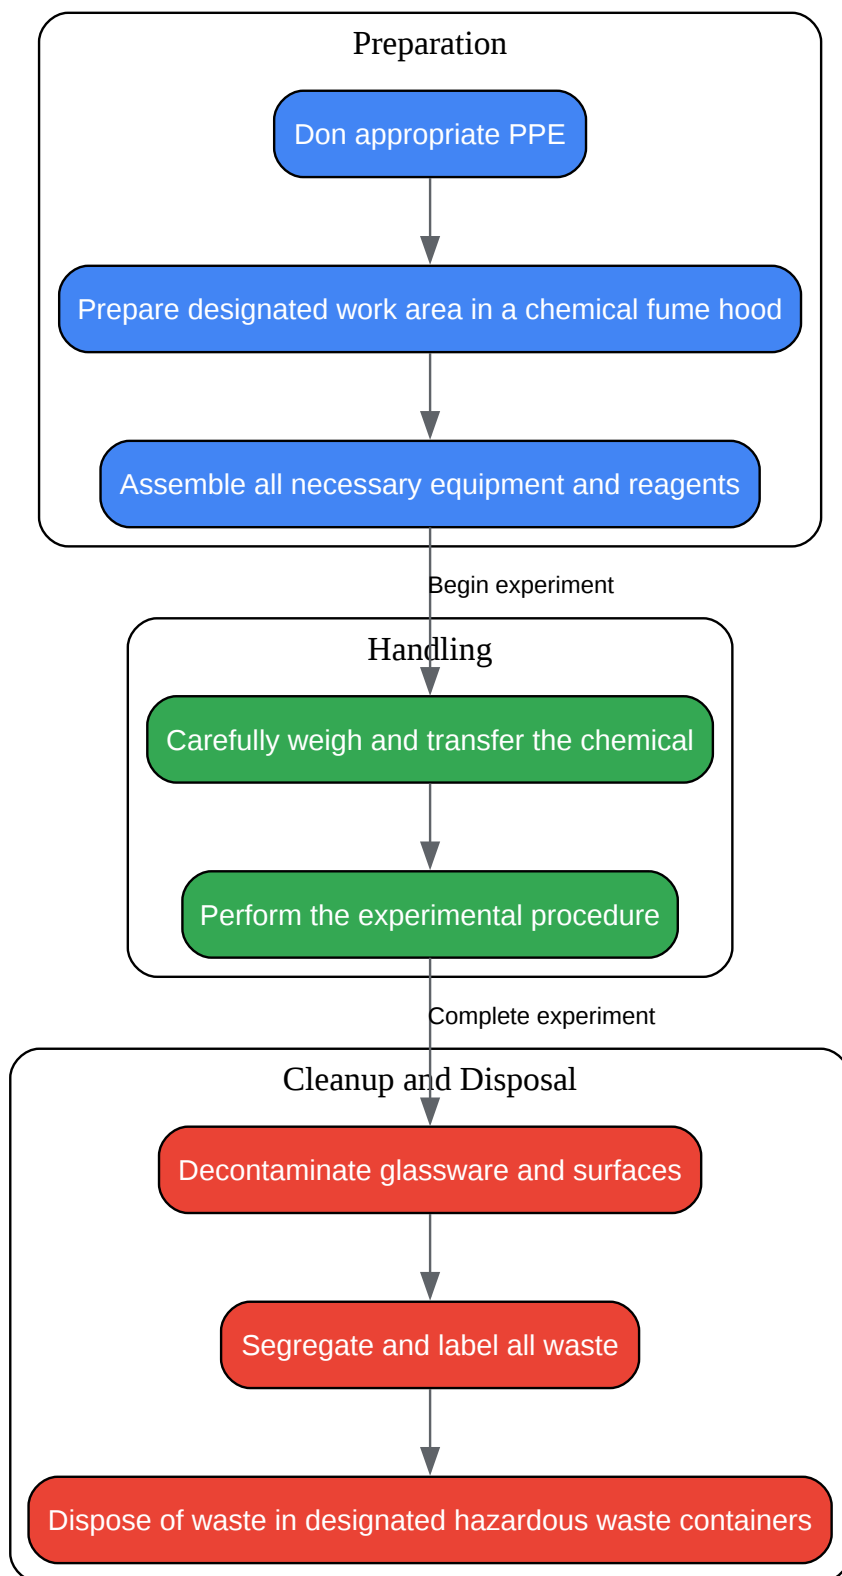 Preparation
Don appropriate PPE
Prepare designated work area in a chemical fume hood
Assemble all necessary equipment and reagents
Begin experiment
Handling
Carefully weigh and transfer the chemical
Perform the experimental procedure
Complete experiment
Cleanup and Disposal
Decontaminate glassware and surfaces
Segregate and label all waste
Dispose of waste in designated hazardous waste containers